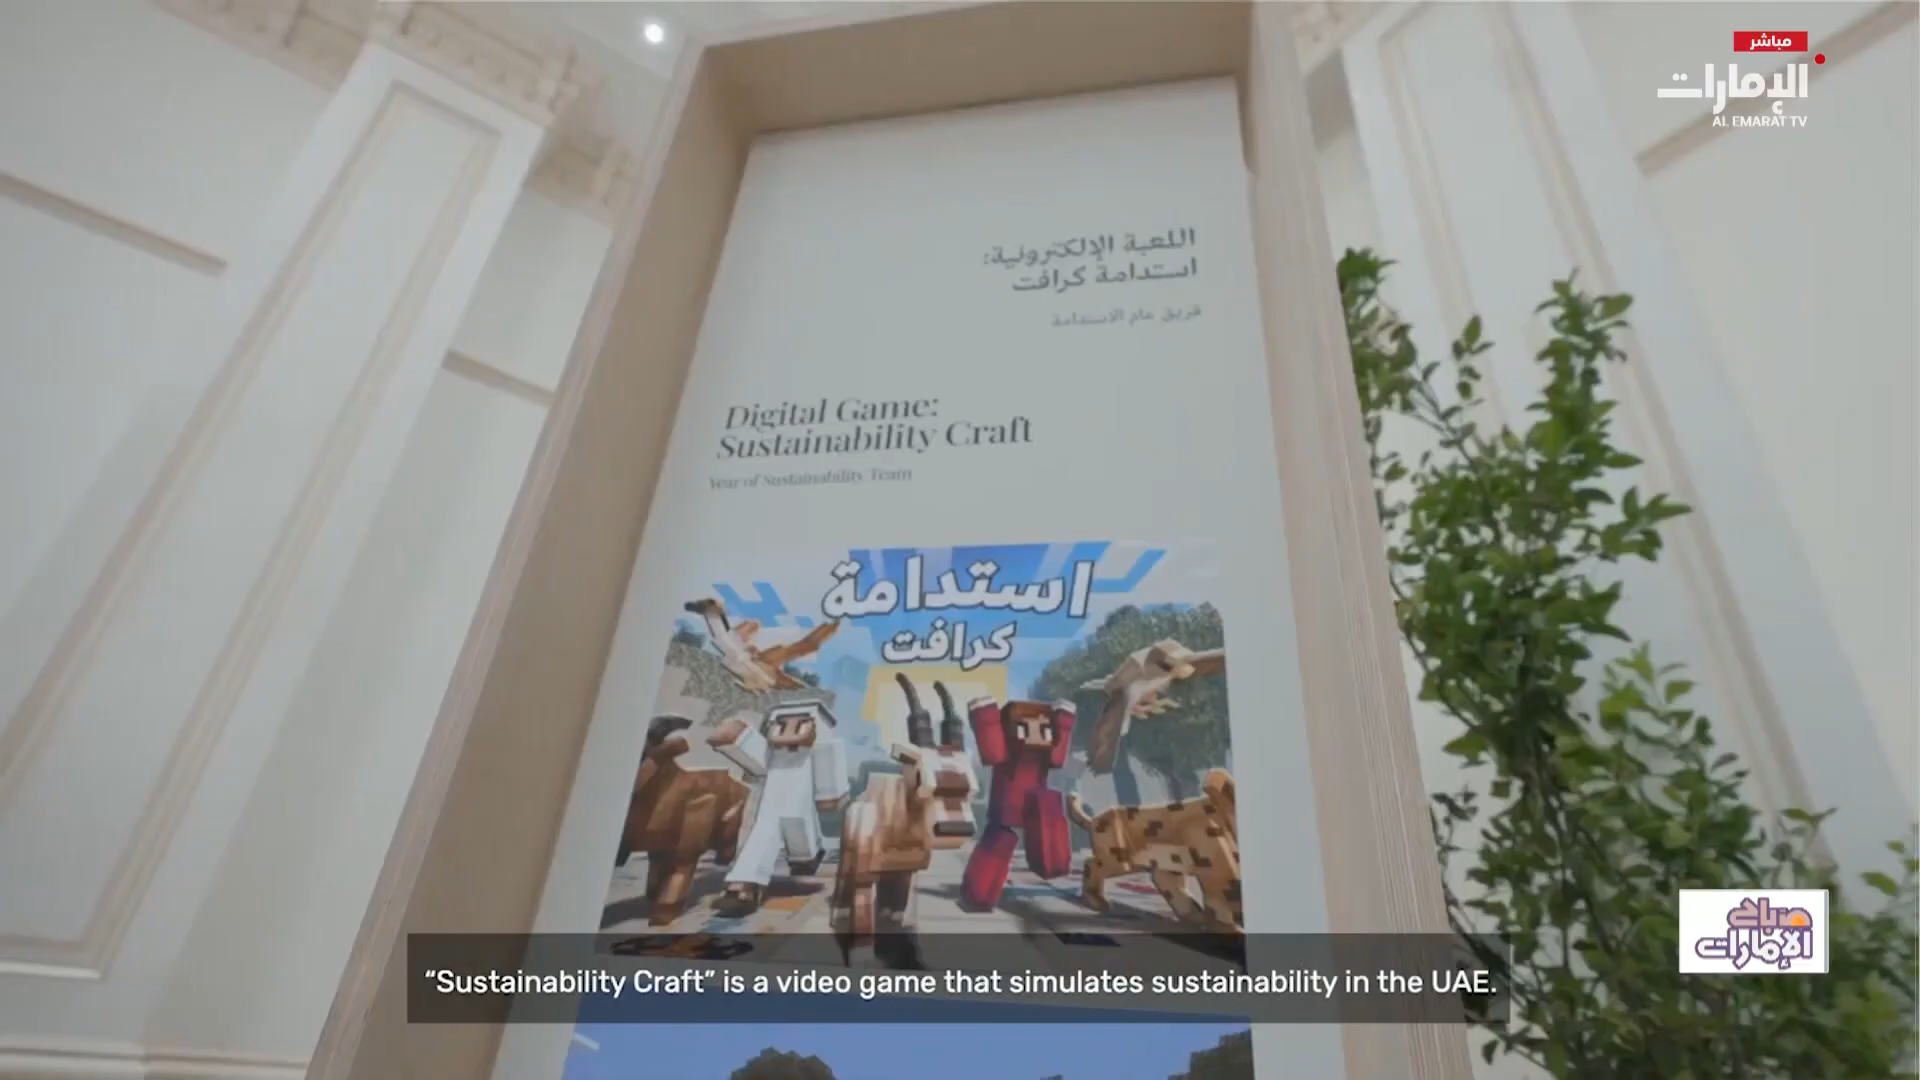 مباشر
الإمارات
AL EMARAT TV
اللعبة الإلكترونية:
استدامة كرافت
فريق عام الاستدامة
Digital Game:
Sustainability Craft
Year of Sustainability Team
استدامة
كرافت
“Sustainability Craft” is a video game that simulates sustainability in the UAE.
صباح
الإمارات